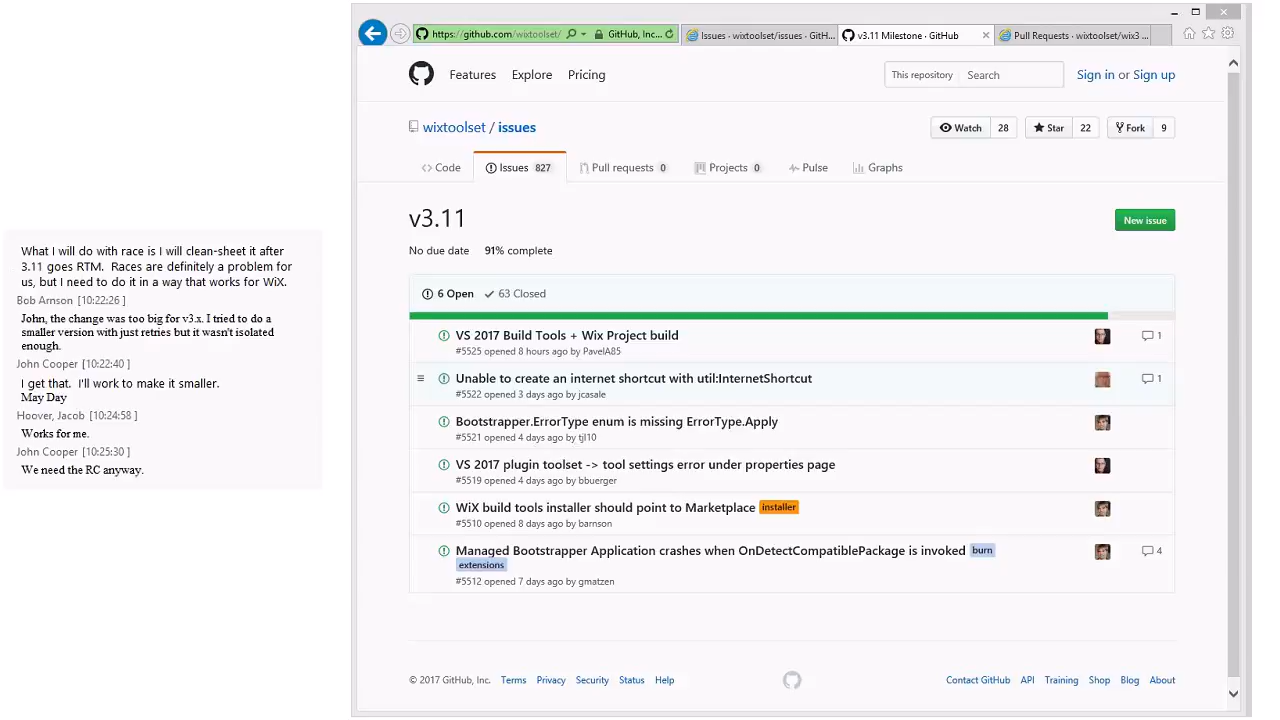 What I will do with race is I will clean-sheet it after
3.11 goes RTM. Races are definitely a problem for
us, but I need to do it in a way that works for WiX.
Bob Arnson [10:22:26 ]
John, the change was too big for v3.x. I tried to do a
smaller version with just retries but it wasn't isolated
enough.
John Cooper [10:22:40 ]
I get that. I'll work to make it smaller.
May Day
Hoover, Jacob [10:24:58 ]
Works for me.
John Cooper [10:25:30 ]
We need the RC anyway.
https://github.com/wixtoolset/ GitHub, Inc... Issues · wixtoolset/issues · GitH... v3.11 Milestone · GitHub Pull Requests · wixtoolset/wix3 ...
Features Explore Pricing This repository Search Sign in or Sign up
wixtoolset / issues Watch 28 Star 22 Fork 9
Code Issues 827 Pull requests 0 Projects 0 Pulse Graphs
v3.11 New issue
No due date 91% complete
6 Open 63 Closed
VS 2017 Build Tools + Wix Project build 1
#5525 opened 8 hours ago by PavelA85
Unable to create an internet shortcut with util:InternetShortcut 1
#5522 opened 3 days ago by jcasale
Bootstrapper.ErrorType enum is missing ErrorType.Apply
#5521 opened 4 days ago by tjl10
VS 2017 plugin toolset -> tool settings error under properties page
#5519 opened 4 days ago by bbuerger
WiX build tools installer should point to Marketplace installer
#5510 opened 8 days ago by barnson
Managed Bootstrapper Application crashes when OnDetectCompatiblePackage is invoked burn 4
extensions
#5512 opened 7 days ago by gmatzen
© 2017 GitHub, Inc. Terms Privacy Security Status Help Contact GitHub API Training Shop Blog About